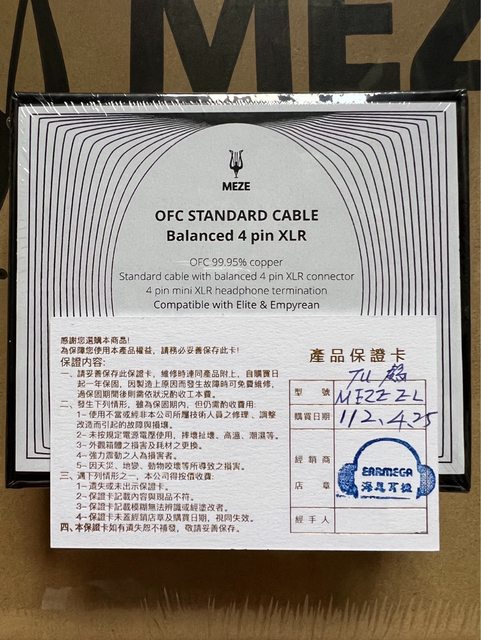 MEZE
MEZE
OFC STANDARD CABLE
Balanced 4 pin XLR
OFC 99.95% copper
Standard cable with balanced 4 pin XLR connector
4 pin mini XLR headphone termination
Compatible with Elite & Empyrean
感謝您選購本商品!
為保障您使用本產品權益, 請務必妥善保存此卡!
保證內容:
一、請妥善保存此保證卡, 維修時連同產品附上, 自購買日
起一年保固, 因製造上原因而發生故障時可免費維修,
過保固期間後則需依狀況酌收工本費。
二、發生下列情形, 雖為保固期內, 但仍需酌收費用:
1－使用不當或經非本公司所屬技術人員之修理、調整
改造而引起的故障與損壞。
2－未按規定電源電壓使用, 摔壞扯壞、高溫、潮濕等。
3－外觀箱體之損害及耗材之更換。
4－強力震動之人為損害者。
5－因天災、地變、動物咬壞等所導致之損害。
三、遇下列情形之一, 本公司得按價收費:
1－遺失或未出示保證卡。
2－保證卡記載內容與現品不符。
3－保證卡記載模糊無法辨識或經塗改者。
4－保證卡未蓋經銷店章及購買日期, 視同失效。
四、本保證卡如有遺失恕不補發, 敬請妥善保存。
產品保證卡
型號
MEZE
購買日期
112.4.25
經銷商
店章
EARMEGA
海恩耳機
經手人